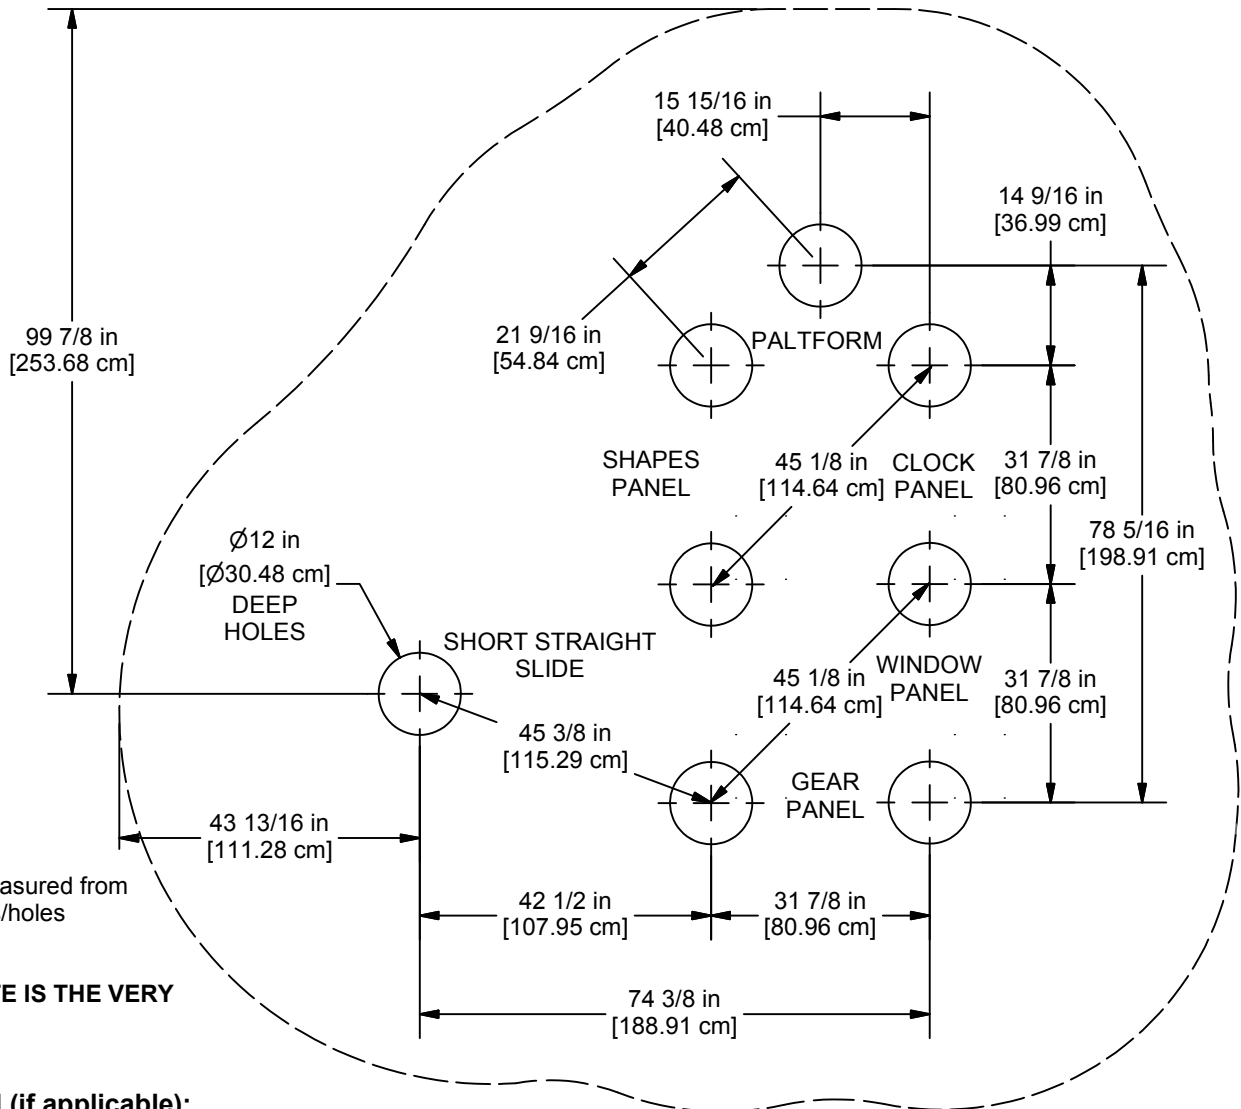 15 15/16 in
[40.48 cm]
14 9/16 in
[36.99 cm]
99 7/8 in
[253.68 cm]
21 9/16 in
[54.84 cm]
PALTFORM
SHAPES
PANEL
45 1/8 in
[114.64 cm]
CLOCK
PANEL
31 7/8 in
[80.96 cm]
78 5/16 in
[198.91 cm]
Ø12 in
[Ø30.48 cm]
DEEP
HOLES
SHORT STRAIGHT
SLIDE
45 1/8 in
[114.64 cm]
WINDOW
PANEL
31 7/8 in
[80.96 cm]
45 3/8 in
[115.29 cm]
GEAR
PANEL
43 13/16 in
[111.28 cm]
asured from
/holes
42 1/2 in
[107.95 cm]
31 7/8 in
[80.96 cm]
TE IS THE VERY
74 3/8 in
[188.91 cm]
(if applicable):